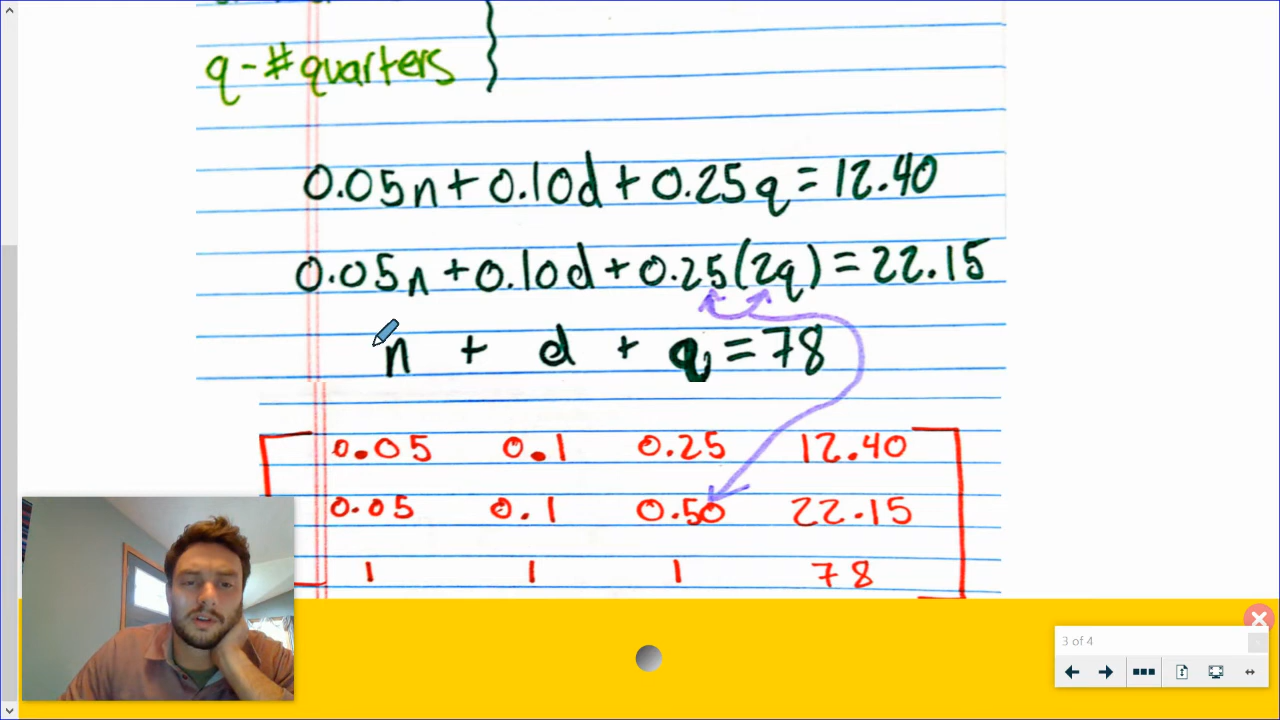 q - # quarters
0.05n + 0.10d + 0.25q = 12.40
0.05n + 0.10d + 0.25(2q) = 22.15
n + d + q = 78
0.05 0.1 0.25 12.40
0.05 0.1 0.50 22.15
1 1 1 78
3 of 4